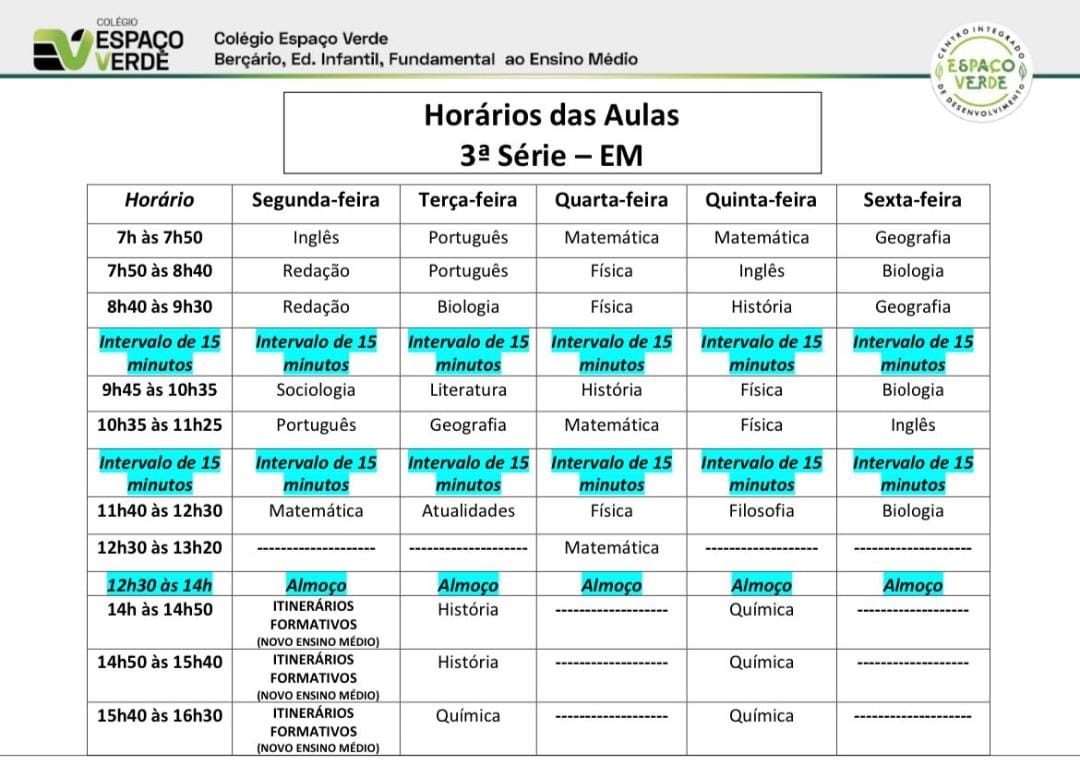 COLÉGIO
ESPAÇO
VERDE
Colégio Espaço Verde
Berçário, Ed. Infantil, Fundamental ao Ensino Médio
CENTRO INTEGRADO
ESPAÇO
VERDE
DE DESENVOLVIMENTO
Horários das Aulas
3ª Série – EM
Horário Segunda-feira Terça-feira Quarta-feira Quinta-feira Sexta-feira
7h às 7h50 Inglês Português Matemática Matemática Geografia
7h50 às 8h40 Redação Português Física Inglês Biologia
8h40 às 9h30 Redação Biologia Física História Geografia
Intervalo de 15 Intervalo de 15 Intervalo de 15 Intervalo de 15 Intervalo de 15 Intervalo de 15
minutos minutos minutos minutos minutos minutos
9h45 às 10h35 Sociologia Literatura História Física Biologia
10h35 às 11h25 Português Geografia Matemática Física Inglês
Intervalo de 15 Intervalo de 15 Intervalo de 15 Intervalo de 15 Intervalo de 15 Intervalo de 15
minutos minutos minutos minutos minutos minutos
11h40 às 12h30 Matemática Atualidades Física Filosofia Biologia
12h30 às 13h20 -------------------- -------------------- Matemática ------------------- --------------------
12h30 às 14h Almoço Almoço Almoço Almoço Almoço
14h às 14h50 ITINERÁRIOS História ------------------- Química -------------------
FORMATIVOS
(NOVO ENSINO MÉDIO)
14h50 às 15h40 ITINERÁRIOS História ------------------- Química -------------------
FORMATIVOS
(NOVO ENSINO MÉDIO)
15h40 às 16h30 ITINERÁRIOS Química ------------------- Química --------------------
FORMATIVOS
(NOVO ENSINO MÉDIO)